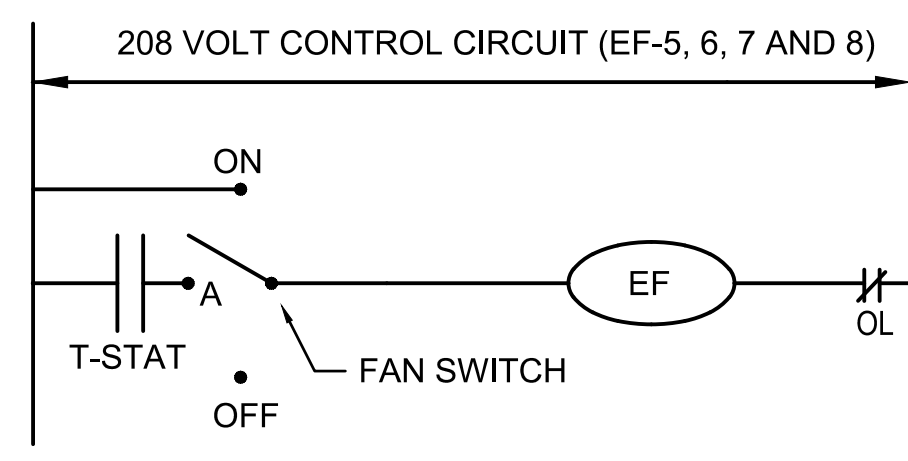 208 VOLT CONTROL CIRCUIT (EF-5, 6, 7 AND 8)
ON
A
EF
T-STAT
OL
FAN SWITCH
OFF